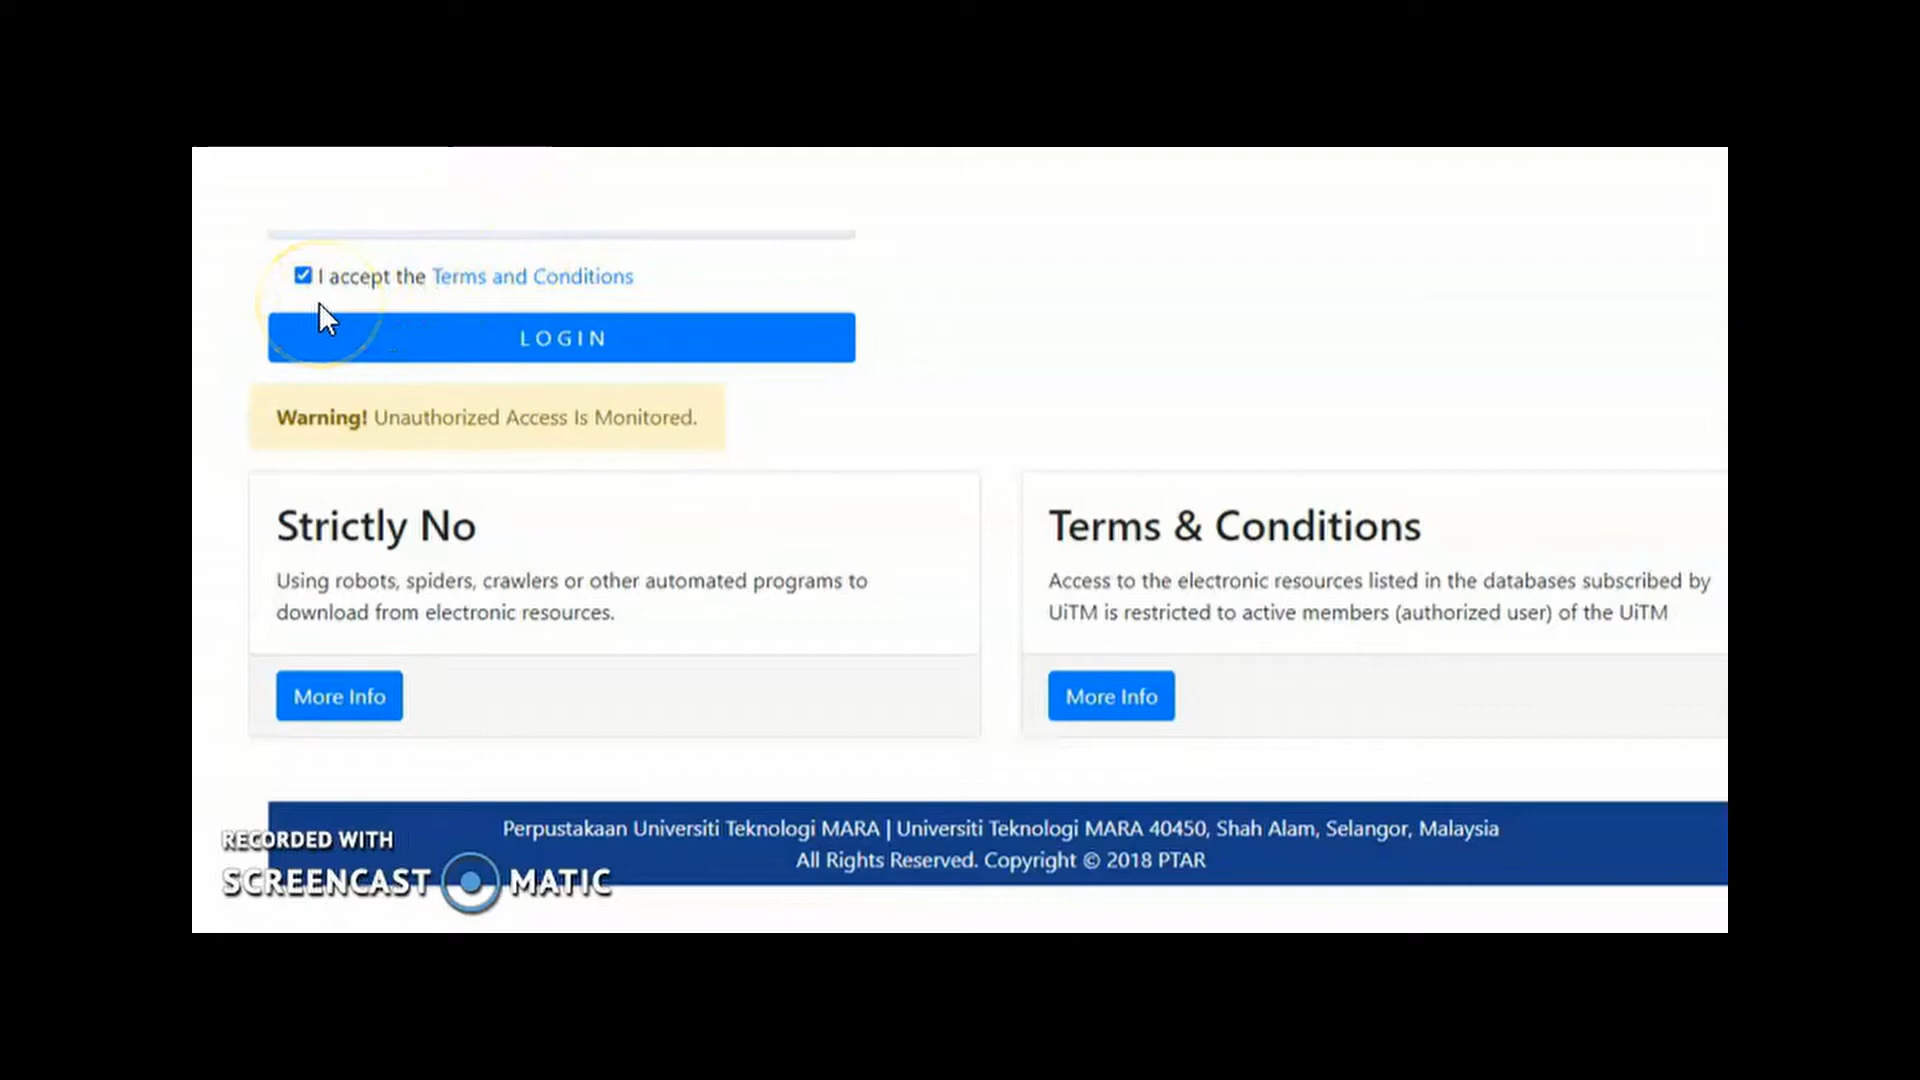 I accept the Terms and Conditions
LOGIN
Warning! Unauthorized Access Is Monitored.
Strictly No
Using robots, spiders, crawlers or other automated programs to
download from electronic resources.
More Info
Terms & Conditions
Access to the electronic resources listed in the databases subscribed by
UiTM is restricted to active members (authorized user) of the UiTM
More Info
Perpustakaan Universiti Teknologi MARA | Universiti Teknologi MARA 40450, Shah Alam, Selangor, Malaysia
All Rights Reserved. Copyright © 2018 PTAR
RECORDED WITH
SCREENCAST MATIC